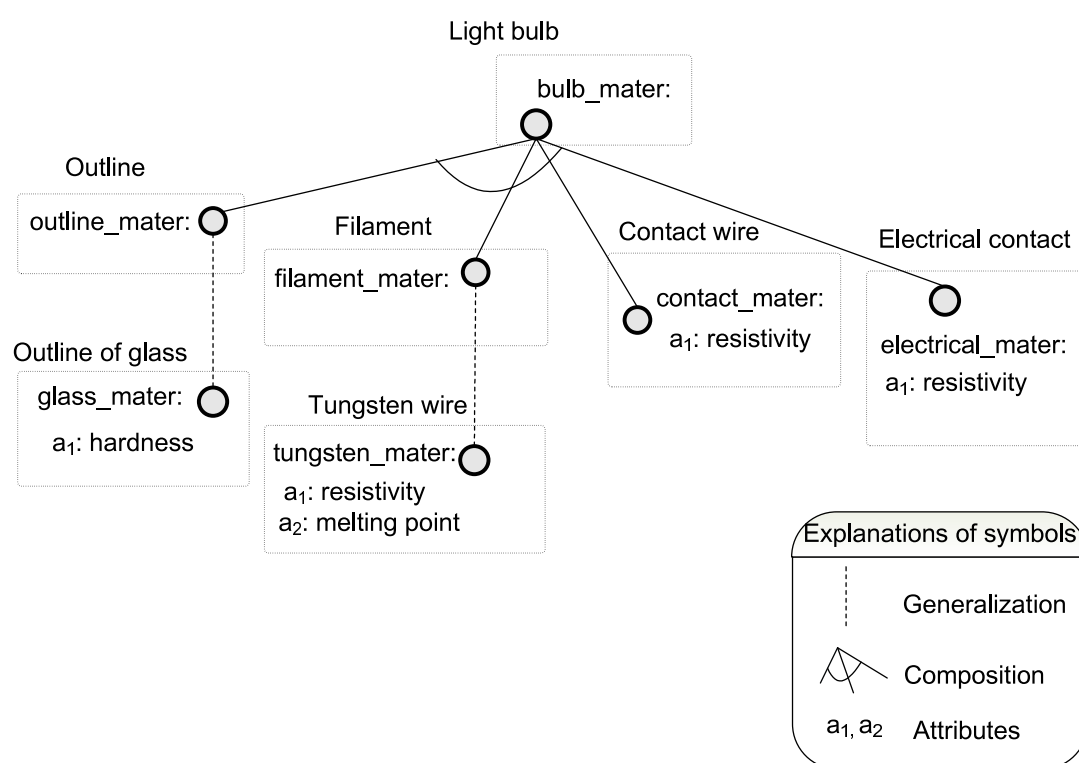 Light bulb
bulb_mater:
Outline
outline_mater:
Filament
filament_mater:
Contact wire
contact_mater:
a₁: resistivity
Electrical contact
electrical_mater:
a₁: resistivity
Outline of glass
glass_mater:
a₁: hardness
Tungsten wire
tungsten_mater:
a₁: resistivity
a₂: melting point
Explanations of symbols
Generalization
Composition
a₁, a₂ Attributes